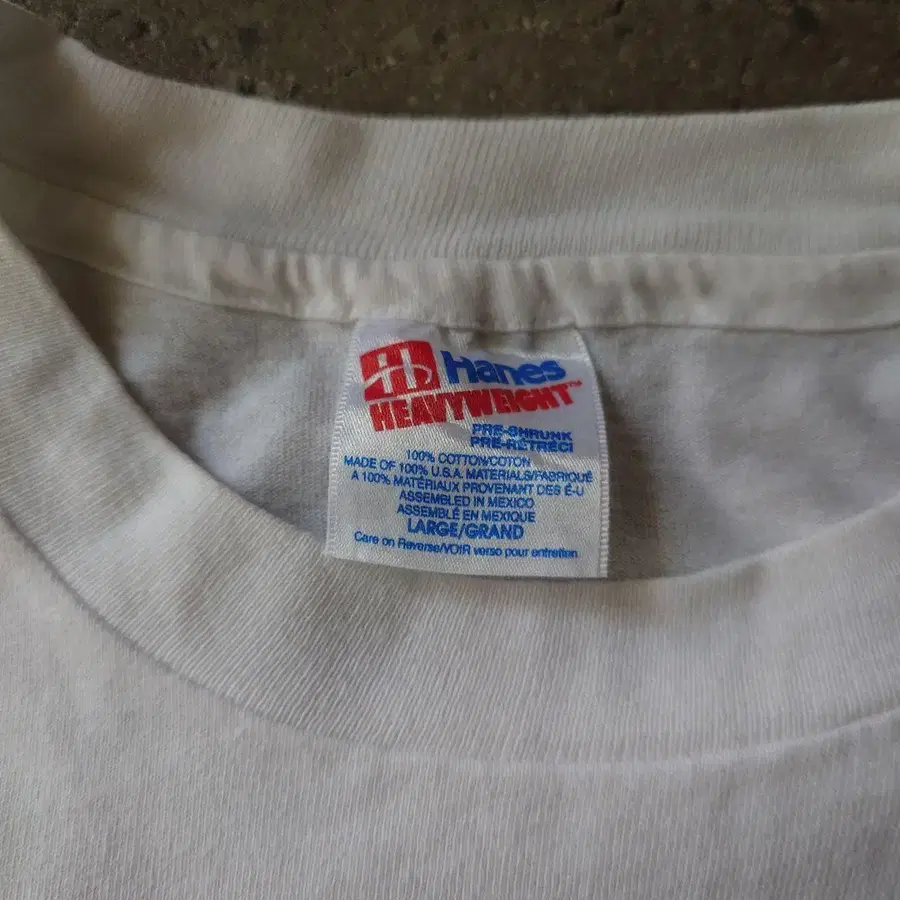 Hanes
HEAVYWEIGHT™
PRE-SHRUNK
PRE-RÉTRÉCI
100% COTTON/COTON
MADE OF 100% U.S.A. MATERIALS/FABRIQUÉ
A 100% MATÉRIAUX PROVENANT DES É-U
ASSEMBLED IN MEXICO
ASSEMBLÉ EN MEXIQUE
LARGE/GRAND
Care on Reverse/VOIR verso pour entretien